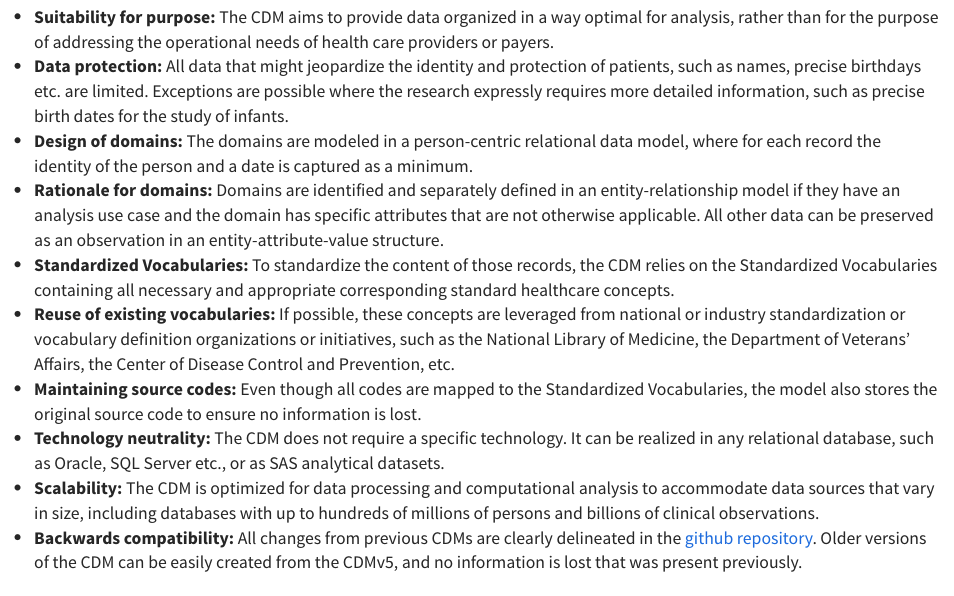 • Suitability for purpose: The CDM aims to provide data organized in a way optimal for analysis, rather than for the purpose
of addressing the operational needs of health care providers or payers.
• Data protection: All data that might jeopardize the identity and protection of patients, such as names, precise birthdays
etc. are limited. Exceptions are possible where the research expressly requires more detailed information, such as precise
birth dates for the study of infants.
• Design of domains: The domains are modeled in a person-centric relational data model, where for each record the
identity of the person and a date is captured as a minimum.
• Rationale for domains: Domains are identified and separately defined in an entity-relationship model if they have an
analysis use case and the domain has specific attributes that are not otherwise applicable. All other data can be preserved
as an observation in an entity-attribute-value structure.
• Standardized Vocabularies: To standardize the content of those records, the CDM relies on the Standardized Vocabularies
containing all necessary and appropriate corresponding standard healthcare concepts.
• Reuse of existing vocabularies: If possible, these concepts are leveraged from national or industry standardization or
vocabulary definition organizations or initiatives, such as the National Library of Medicine, the Department of Veterans’
Affairs, the Center of Disease Control and Prevention, etc.
• Maintaining source codes: Even though all codes are mapped to the Standardized Vocabularies, the model also stores the
original source code to ensure no information is lost.
• Technology neutrality: The CDM does not require a specific technology. It can be realized in any relational database, such
as Oracle, SQL Server etc., or as SAS analytical datasets.
• Scalability: The CDM is optimized for data processing and computational analysis to accommodate data sources that vary
in size, including databases with up to hundreds of millions of persons and billions of clinical observations.
• Backwards compatibility: All changes from previous CDMs are clearly delineated in the github repository. Older versions
of the CDM can be easily created from the CDMv5, and no information is lost that was present previously.